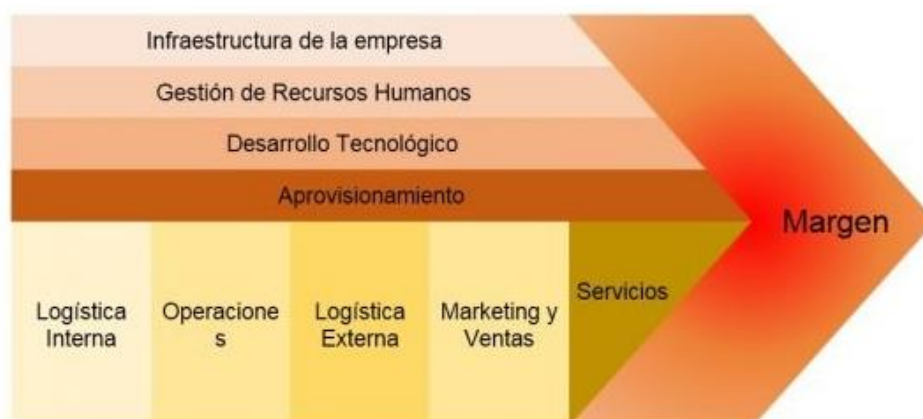 Infraestructura de la empresa
Gestión de Recursos Humanos
Desarrollo Tecnológico
Aprovisionamiento
Margen
Logística
Interna
Operacione
s
Logística
Externa
Marketing y
Ventas
Servicios